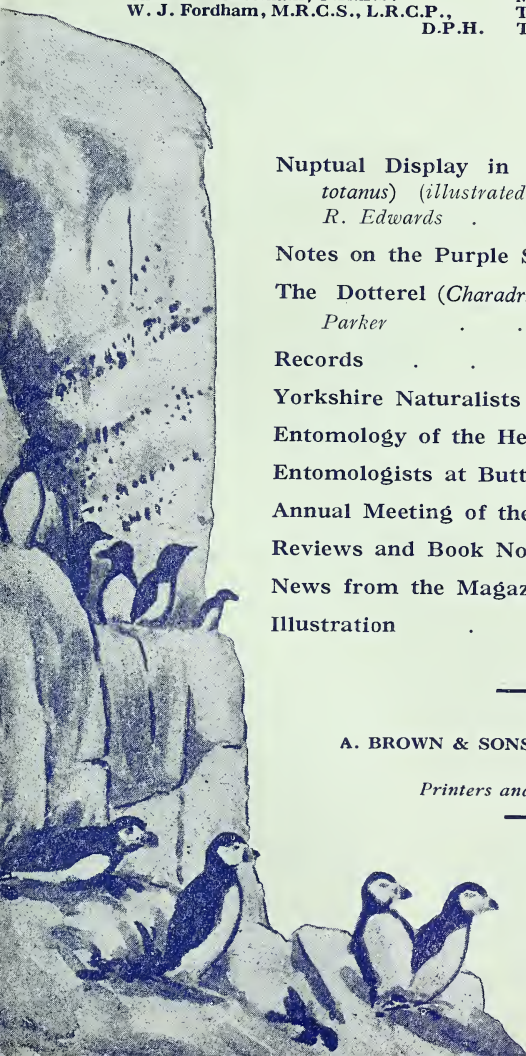 W. J. Fordham, M.R.C.S., L.R.C.P.,
D.P.H.
Nuptual Display in
totanus) (illustrated
R. Edwards .
Notes on the Purple S
The Dotterel (Charadr
Parker . .
Records . .
Yorkshire Naturalists
Entomology of the He
Entomologists at Butt
Annual Meeting of the
Reviews and Book No
News from the Magaz
Illustration .
A. BROWN & SONS
Printers and